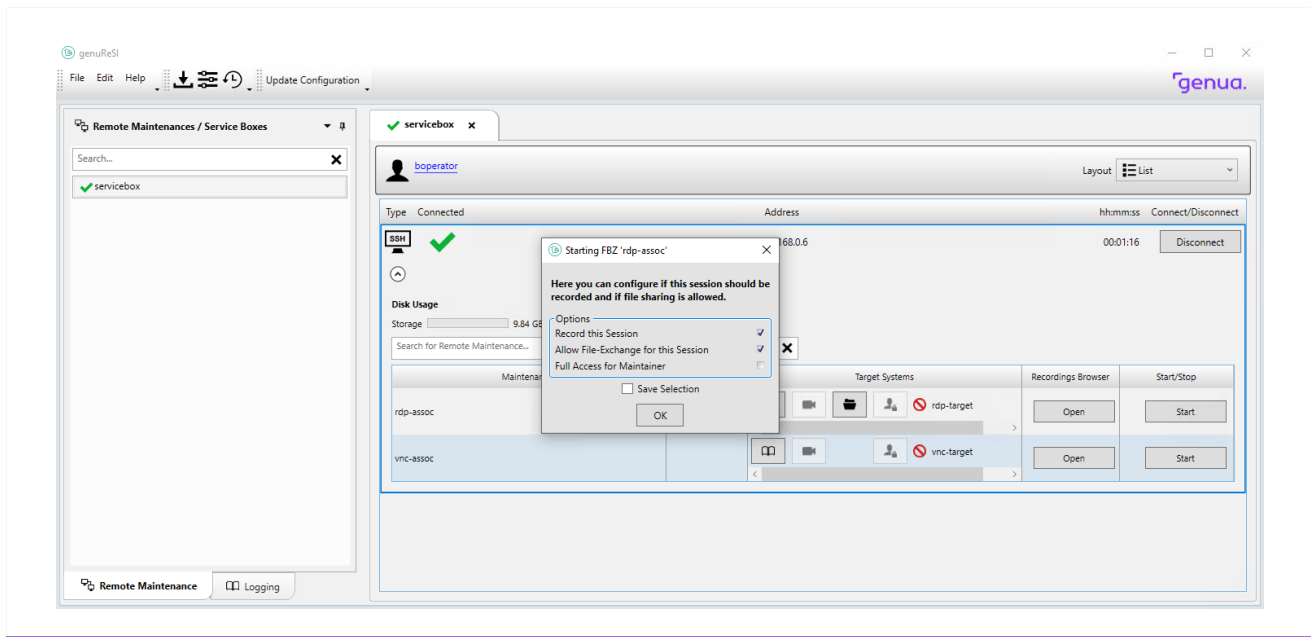 genuReSI
File Edit Help Update Configuration
genua.
Remote Maintenances / Service Boxes
servicebox
Search...
servicebox
boperator
Layout List
Type Connected Address hh:mm:ss Connect/Disconnect
SSH
168.0.6
00:01:16
Disconnect
Starting FBZ 'rdp-assoc'
Here you can configure if this session should be
recorded and if file sharing is allowed.
Options
Record this Session
Allow File-Exchange for this Session
Full Access for Maintainer
Save Selection
OK
Disk Usage
Storage 9.84 GB
Search for Remote Maintenance...
Target Systems Recordings Browser Start/Stop
rdp-assoc rdp-target Open Start
vnc-assoc vnc-target Open Start
Remote Maintenance Logging